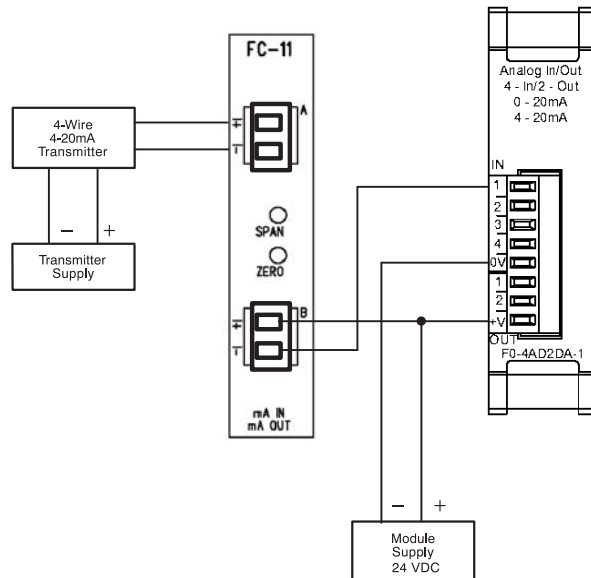 FC-11
A
+
−
4-Wire
4-20mA
Transmitter
− +
Transmitter
Supply
SPAN
ZERO
B
+
−
mA IN
mA OUT
Analog In/Out
4 - In/2 - Out
0 - 20mA
4 - 20mA
IN
1
2
3
4
0V
1
2
+V
OUT
F0-4AD2DA-1
− +
Module
Supply
24 VDC